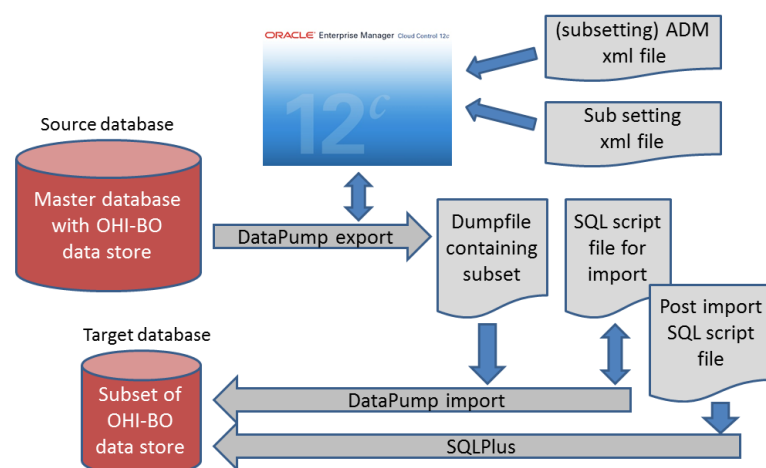 ORACLE Enterprise Manager Cloud Control 12c
12c
(subsetting) ADM
xml file
Sub setting
xml file
Source database
Master database
with OHI-BO
data store
DataPump export
Dumpfile
containing
subset
SQL script
file for
import
Post import
SQL script
file
Target database
Subset of
OHI-BO
data store
DataPump import
SQLPlus